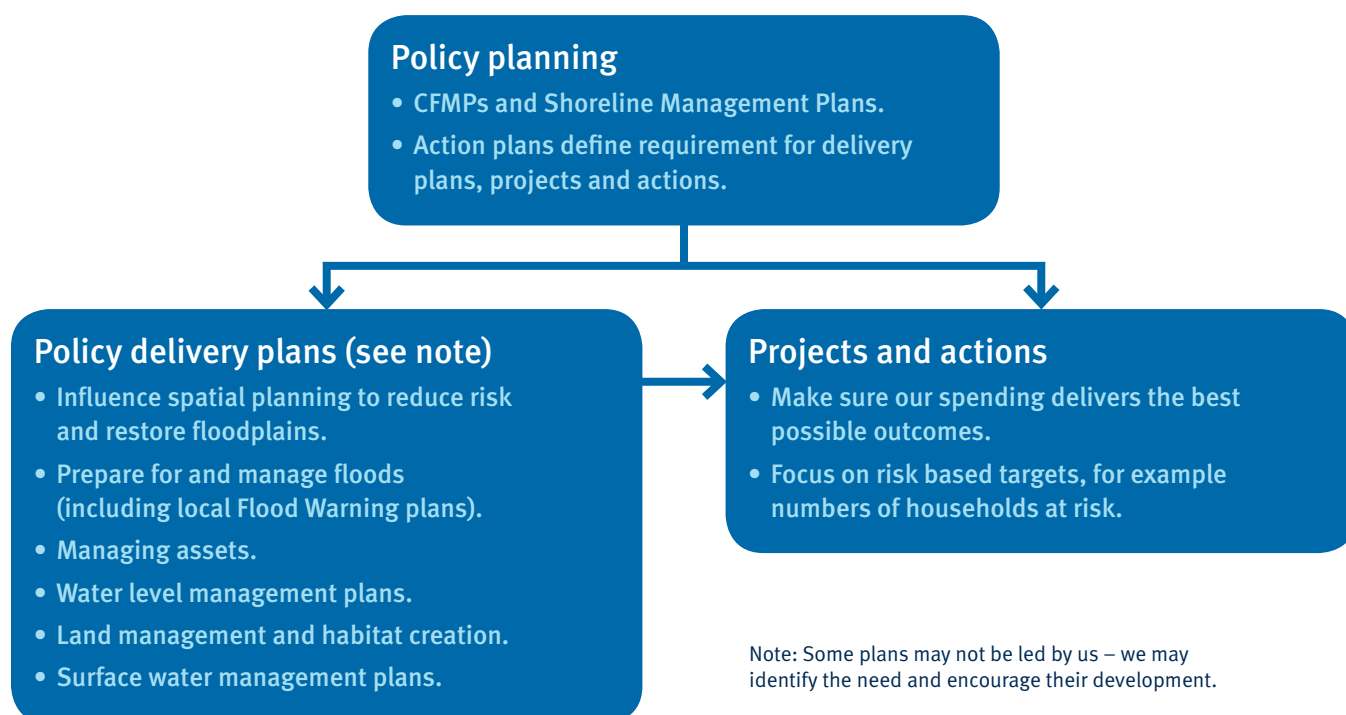 Policy planning
• CFMPs and Shoreline Management Plans.
• Action plans define requirement for delivery
plans, projects and actions.
Policy delivery plans (see note)
• Influence spatial planning to reduce risk
and restore floodplains.
• Prepare for and manage floods
(including local Flood Warning plans).
• Managing assets.
• Water level management plans.
• Land management and habitat creation.
• Surface water management plans.
Projects and actions
• Make sure our spending delivers the best
possible outcomes.
• Focus on risk based targets, for example
numbers of households at risk.
Note: Some plans may not be led by us – we may
identify the need and encourage their development.